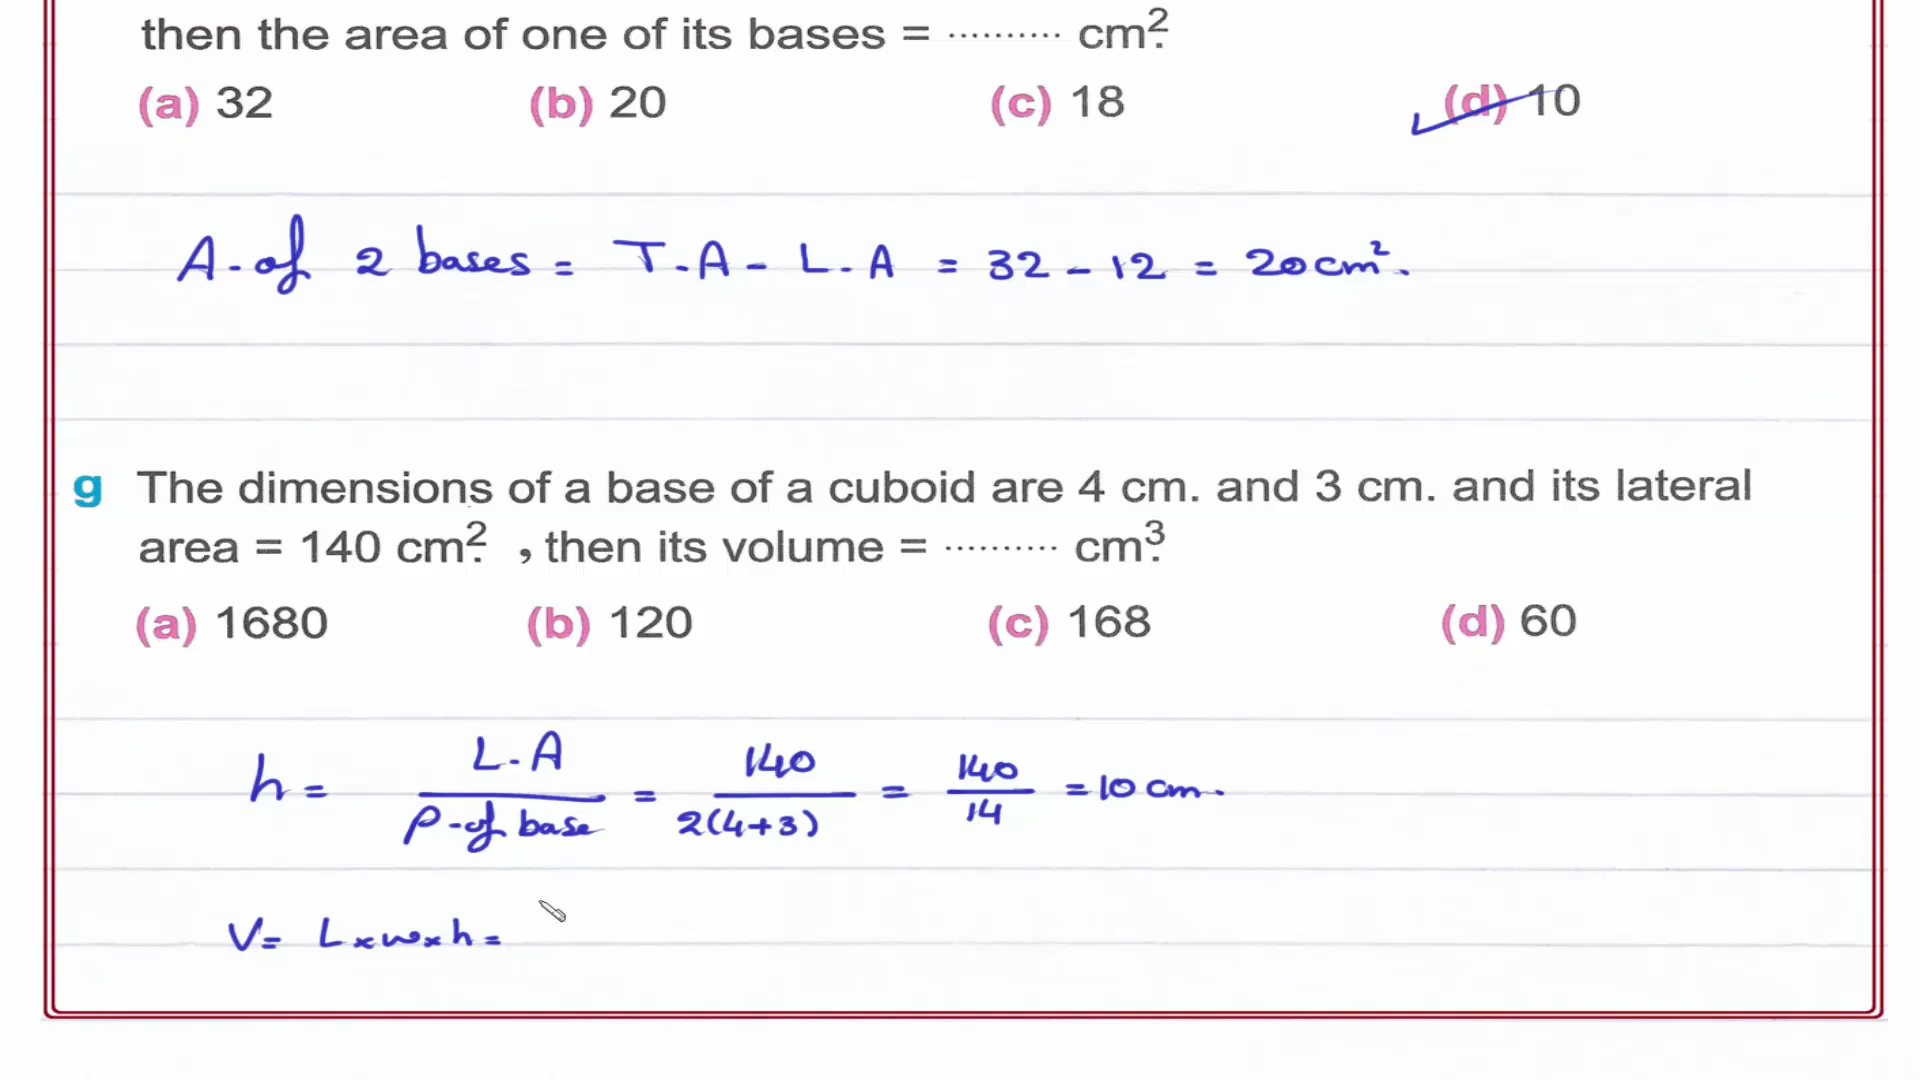 then the area of one of its bases = .......... cm².
(a) 32 (b) 20 (c) 18 (d) 10
A. of 2 bases = T.A - L.A = 32 - 12 = 20 cm².
g The dimensions of a base of a cuboid are 4 cm. and 3 cm. and its lateral
area = 140 cm². , then its volume = .......... cm³.
(a) 1680 (b) 120 (c) 168 (d) 60
h = L.A / P. of base = 140 / 2(4+3) = 140 / 14 = 10 cm.
V = L × w × h =